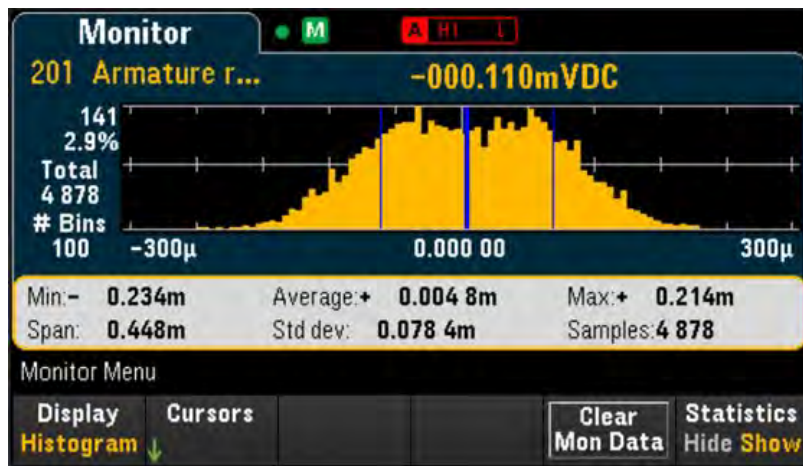 Monitor
M
A HI 1
201 Armature r...
-000.110mVDC
141
2.9%
Total
4 878
# Bins
100
-300µ
0.000 00
300µ
Min:- 0.234m
Average:+ 0.004 8m
Max:+ 0.214m
Span: 0.448m
Std dev: 0.078 4m
Samples:4 878
Monitor Menu
Display
Histogram
Cursors
Clear
Mon Data
Statistics
Hide Show